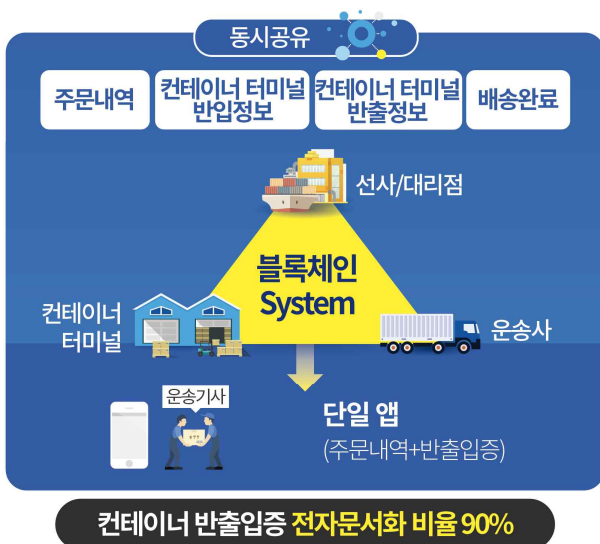 동시공유
주문내역
컨테이너 터미널
반입정보
컨테이너 터미널
반출정보
배송완료
선사/대리점
블록체인
System
컨테이너
터미널
운송사
운송기사
단일 앱
(주문내역+반출입증)
컨테이너 반출입증 전자문서화 비율 90%